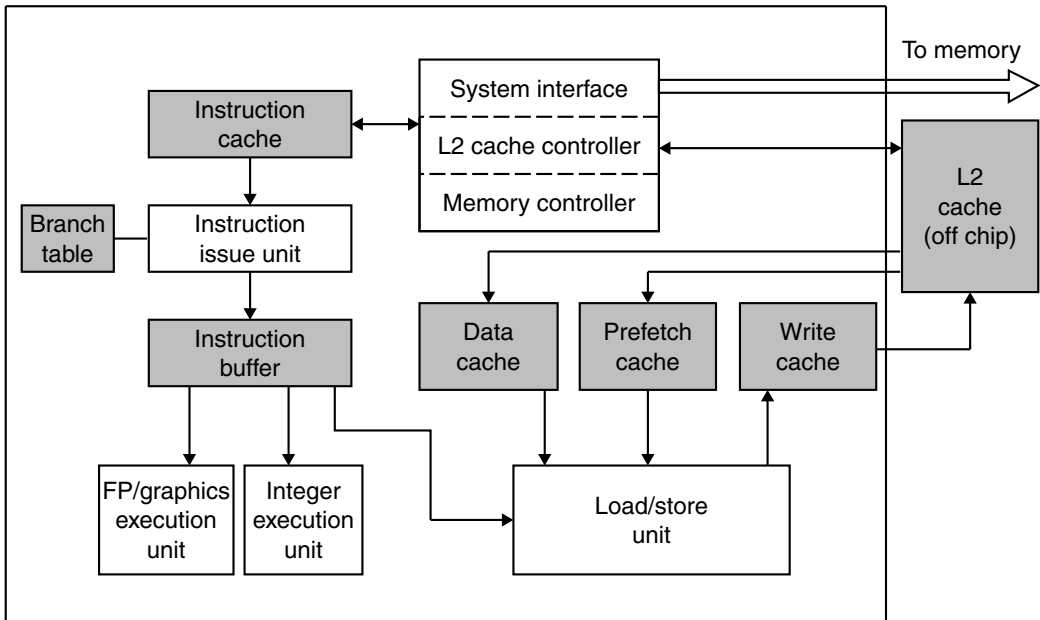 To memory
System interface
L2 cache controller
Memory controller
Instruction
cache
L2
cache
(off chip)
Branch
table
Instruction
issue unit
Instruction
buffer
Data
cache
Prefetch
cache
Write
cache
FP/graphics
execution
unit
Integer
execution
unit
Load/store
unit